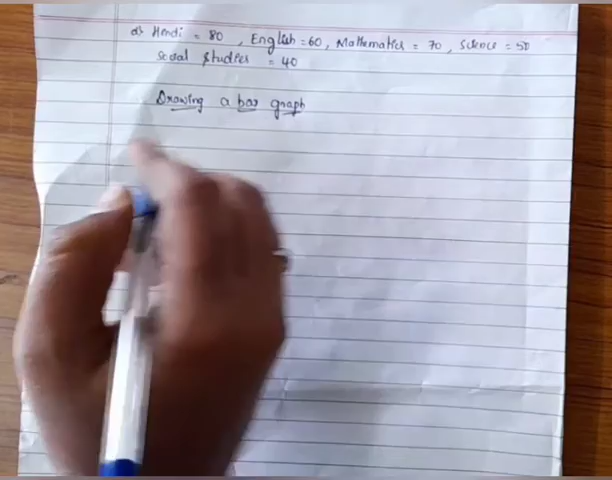 d) Hindi = 80 , English = 60 , Mathematics = 70 , Science = 50
Social Studies = 40
Drawing a bar graph